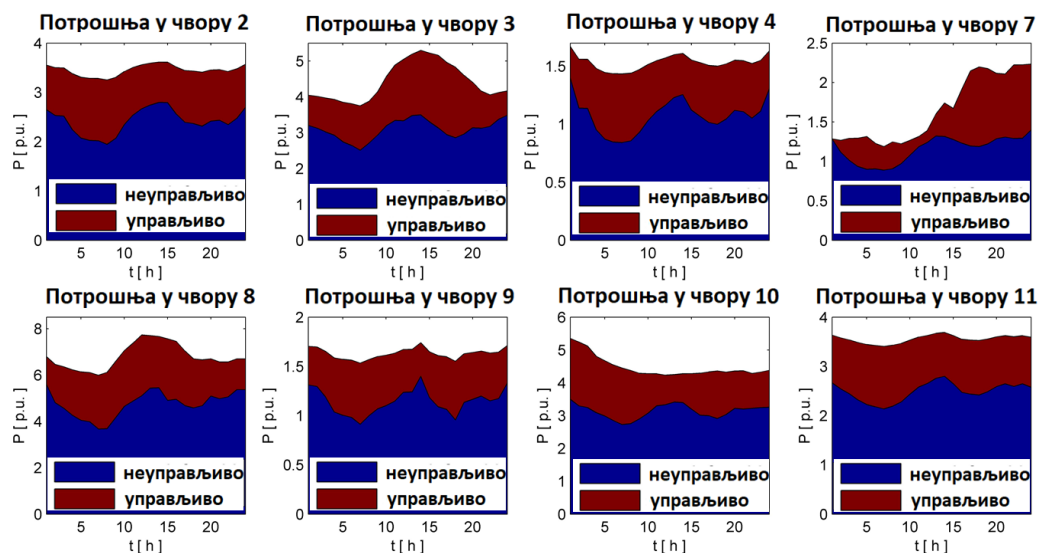 Потрошња у чвору 2
4
3
2
1
0
P [ p.u. ]
неуправљиво
управљиво
5 10 15 20
t [ h ]
Потрошња у чвору 3
5
4
3
2
1
0
P [ p.u. ]
неуправљиво
управљиво
5 10 15 20
t [ h ]
Потрошња у чвору 4
1.5
1
0.5
0
P [ p.u. ]
неуправљиво
управљиво
5 10 15 20
t [ h ]
Потрошња у чвору 7
2.5
2
1.5
1
0.5
0
P [ p.u. ]
неуправљиво
управљиво
5 10 15 20
t [ h ]
Потрошња у чвору 8
8
6
4
2
0
P [ p.u. ]
неуправљиво
управљиво
5 10 15 20
t [ h ]
Потрошња у чвору 9
2
1.5
1
0.5
0
P [ p.u. ]
неуправљиво
управљиво
5 10 15 20
t [ h ]
Потрошња у чвору 10
6
5
4
3
2
1
0
P [ p.u. ]
неуправљиво
управљиво
5 10 15 20
t [ h ]
Потрошња у чвору 11
4
3
2
1
0
P [ p.u. ]
неуправљиво
управљиво
5 10 15 20
t [ h ]